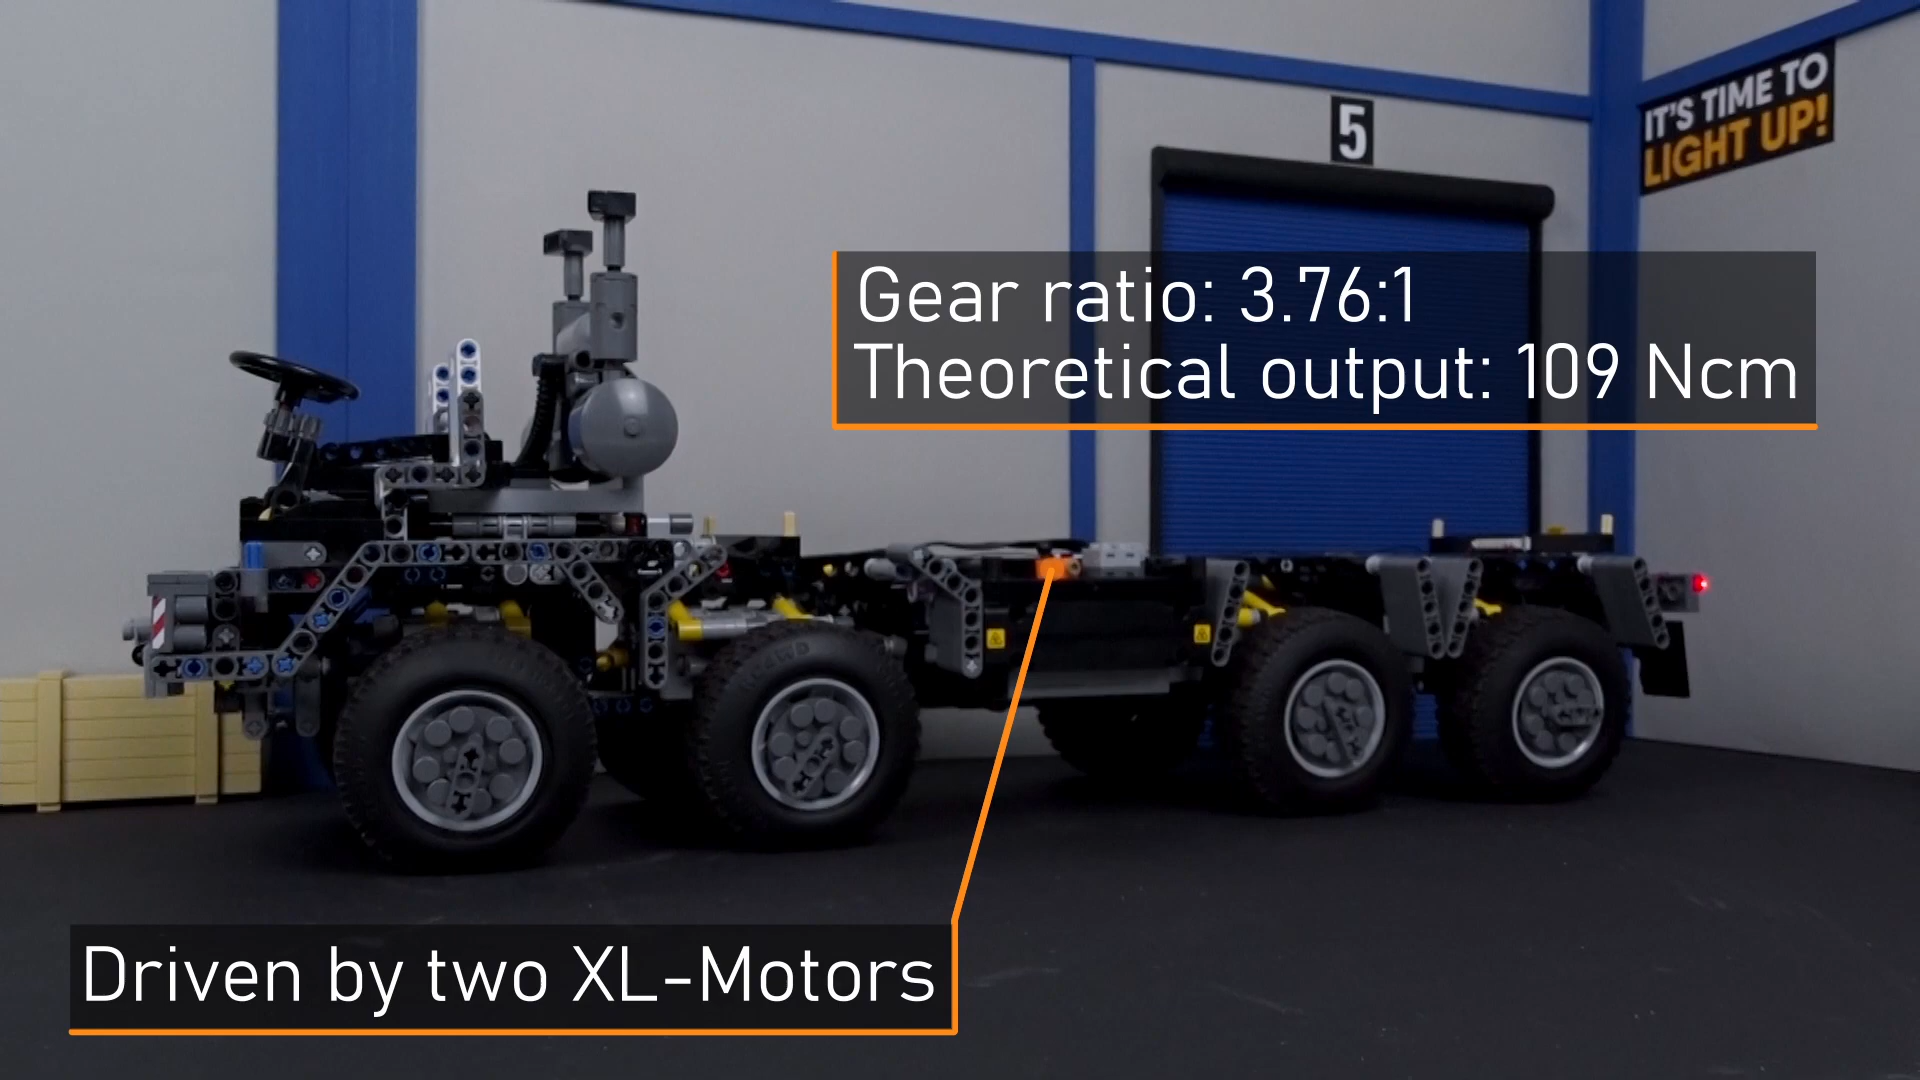 5
IT'S TIME TO
LIGHT UP!
Gear ratio: 3.76:1
Theoretical output: 109 Ncm
Driven by two XL-Motors